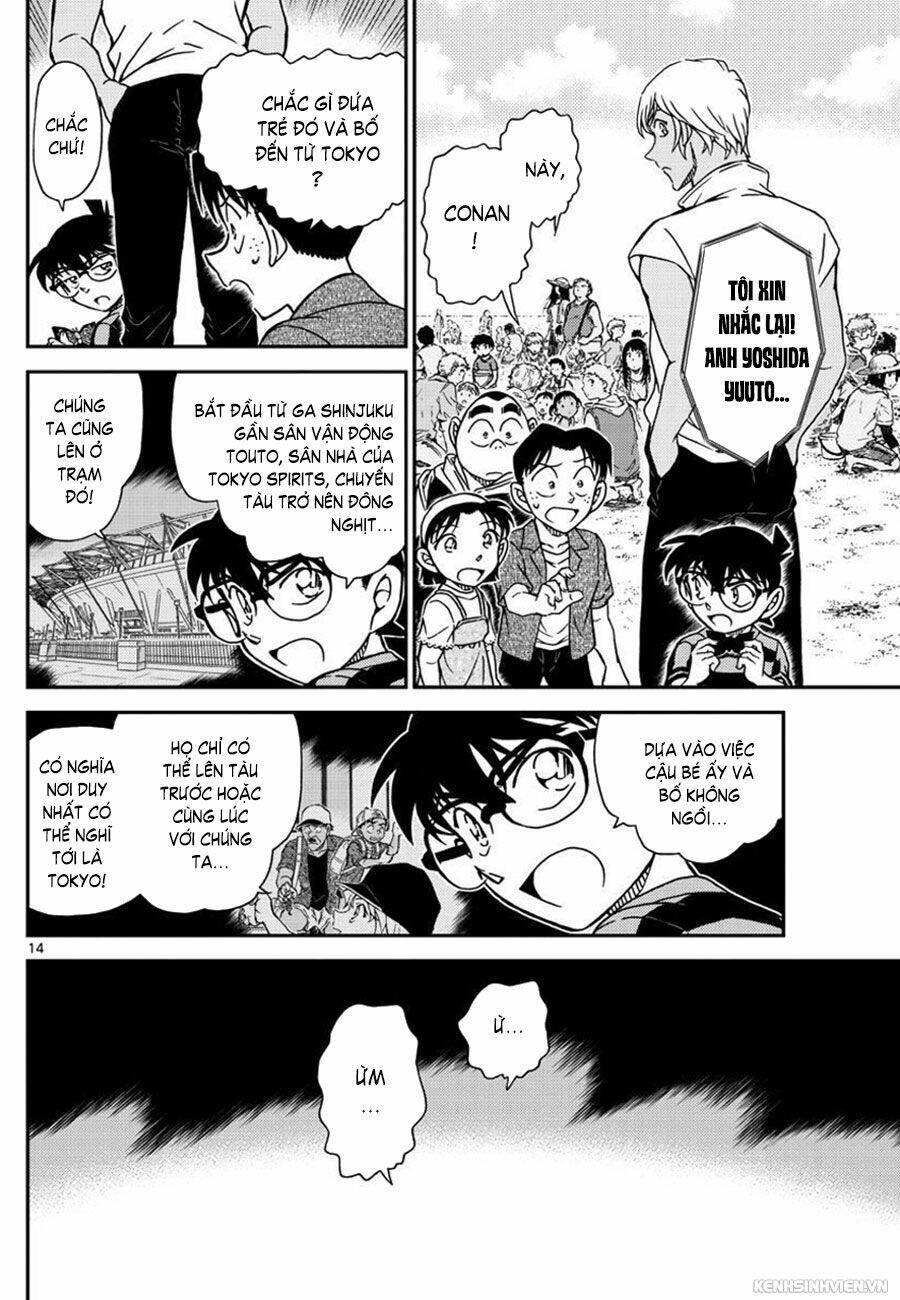 CHẮC
CHỨ!
CHẮC GÌ ĐỨA
TRẺ ĐÓ VÀ BỐ
ĐẾN TỪ TOKYO
?
NÀY,
CONAN
!
TÔI XIN
NHẮC LẠI!
ANH YOSHIDA
YUUTO...
CHÚNG
TA CŨNG
LÊN Ở
TRẠM
ĐÓ!
BẮT ĐẦU TỪ GA SHINJUKU
GẦN SÂN VẬN ĐỘNG
TOUTO, SÂN NHÀ CỦA
TOKYO SPIRITS, CHUYẾN
TÀU TRỞ NÊN ĐÔNG
NGHỊT...
DỰA VÀO VIỆC
CẬU BÉ ẤY VÀ
BỐ KHÔNG
NGỒI...
HỌ CHỈ CÓ
THỂ LÊN TÀU
TRƯỚC HOẶC
CÙNG LÚC
VỚI CHÚNG
TA...
CÓ NGHĨA
NƠI DUY
NHẤT CÓ
THỂ NGHĨ
TỚI LÀ
TOKYO!
14
Ừ...
ỪM
...
KENHSINHVIEN.VN